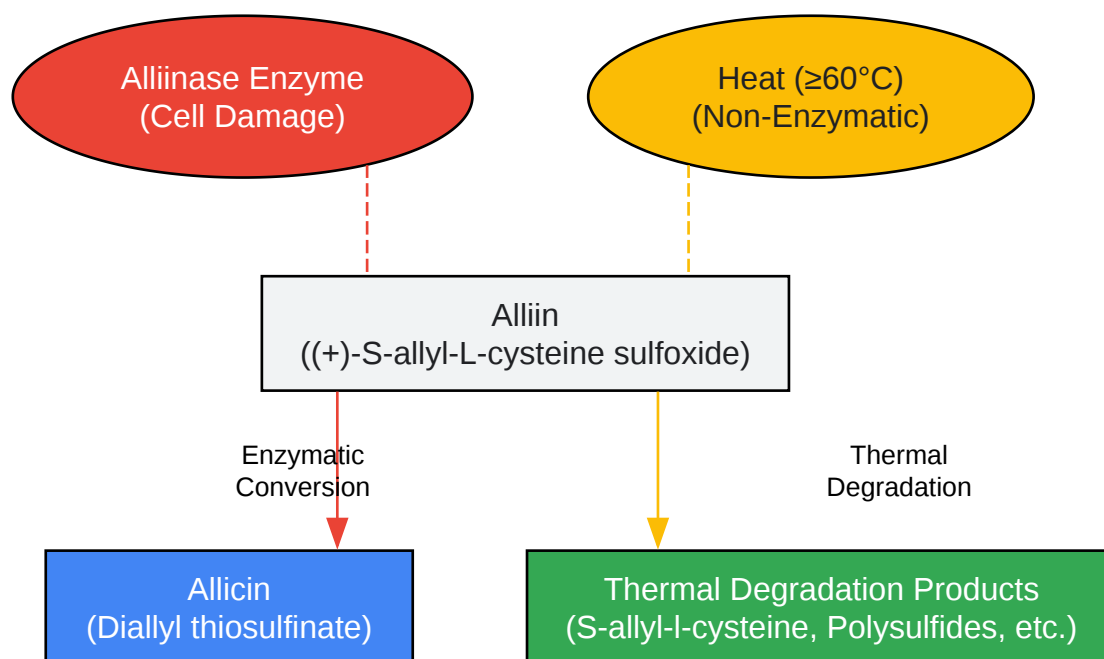 Alliinase Enzyme
(Cell Damage)
Heat (≥60°C)
(Non-Enzymatic)
Alliin
((+)-S-allyl-L-cysteine sulfoxide)
Enzymatic
Conversion
Thermal
Degradation
Allicin
(Diallyl thiosulfinate)
Thermal Degradation Products
(S-allyl-l-cysteine, Polysulfides, etc.)